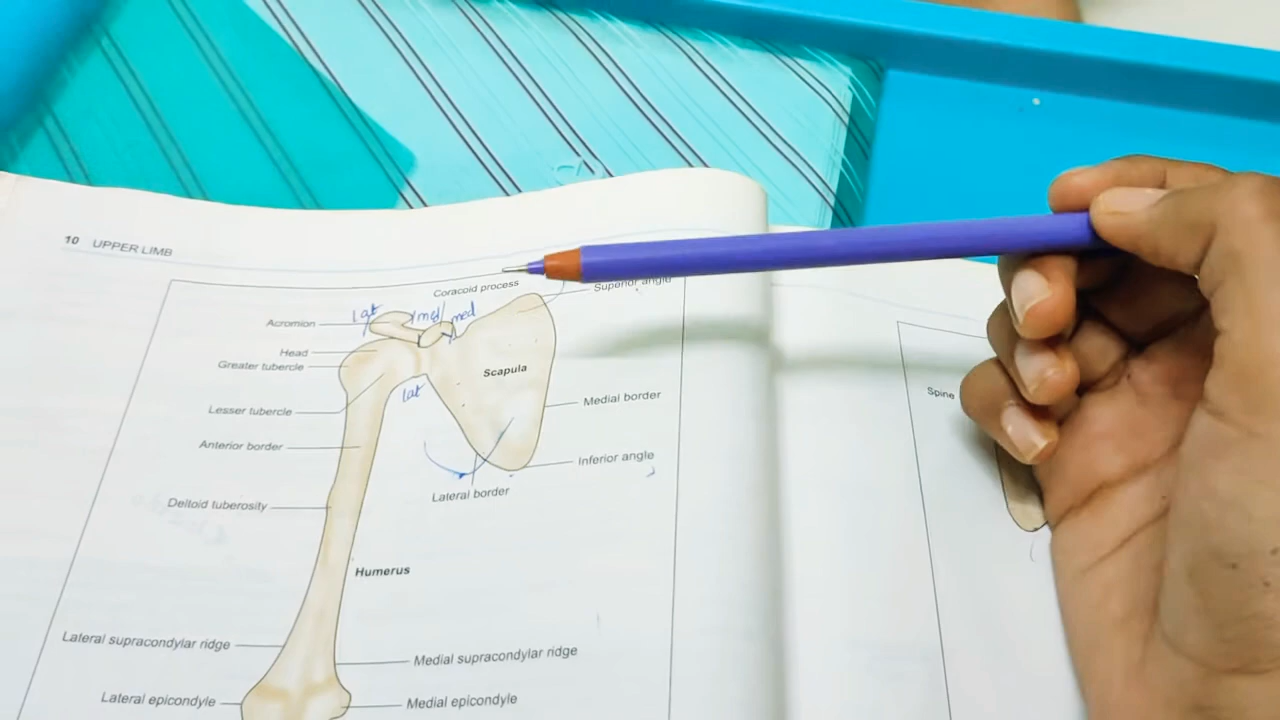 10 UPPER LIMB
Coracoid process
Superior angle
lat
med
med
Acromion
Head
Greater tubercle
Scapula
lat
Medial border
Lesser tubercle
Anterior border
Inferior angle
Lateral border
Deltoid tuberosity
Humerus
Lateral supracondylar ridge
Medial supracondylar ridge
Lateral epicondyle
Medial epicondyle
Spine